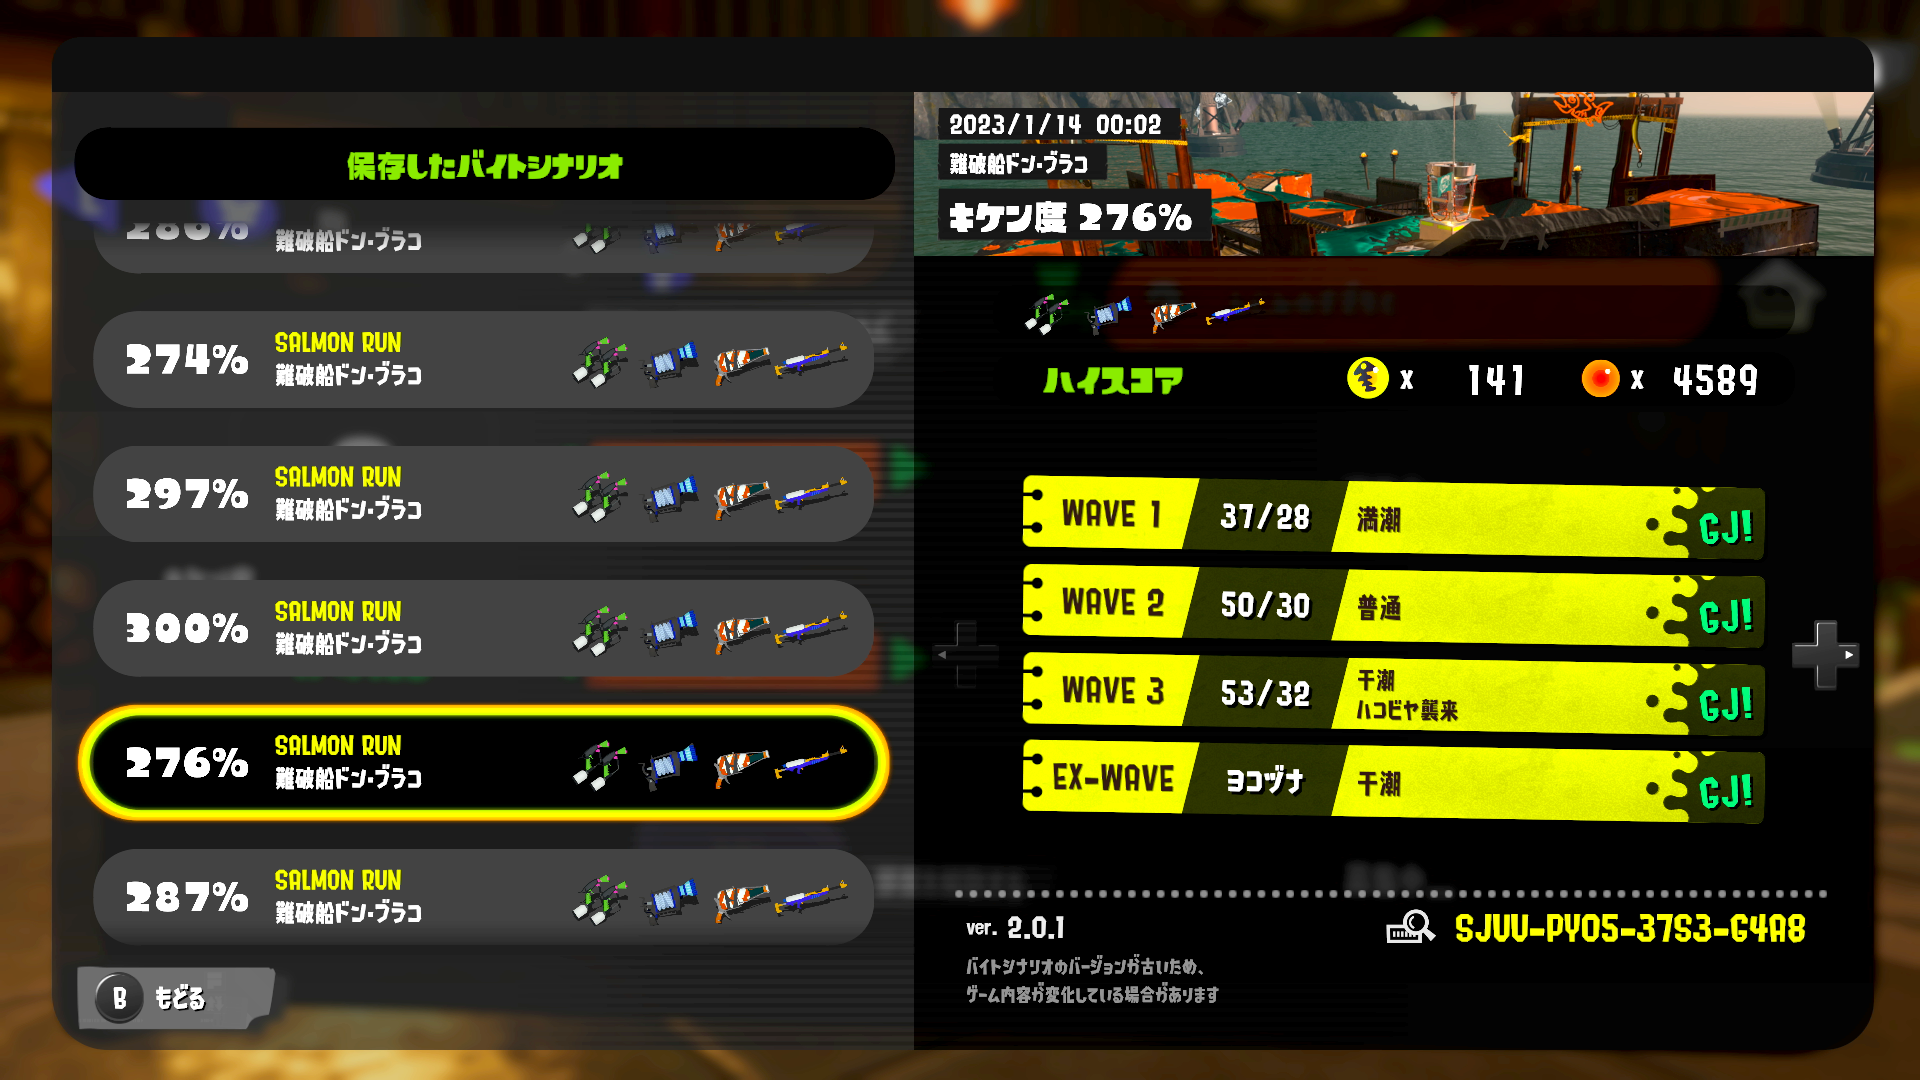 保存したバイトシナリオ
280%
難破船ドン・ブラコ
274%
SALMON RUN
難破船ドン・ブラコ
297%
SALMON RUN
難破船ドン・ブラコ
300%
SALMON RUN
難破船ドン・ブラコ
276%
SALMON RUN
難破船ドン・ブラコ
287%
SALMON RUN
難破船ドン・ブラコ
B もどる
2023/1/14 00:02
難破船ドン・ブラコ
キケン度 276%
ハイスコア x 141 x 4589
WAVE 1 37/28 満潮 GJ!
WAVE 2 50/30 普通 GJ!
WAVE 3 53/32 干潮 GJ!
ハコビヤ襲来
EX-WAVE ヨコヅナ 干潮 GJ!
ver. 2.0.1
SJUU-PY05-37S3-G4A8
バイトシナリオのバージョンが古いため、
ゲーム内容が変化している場合があります